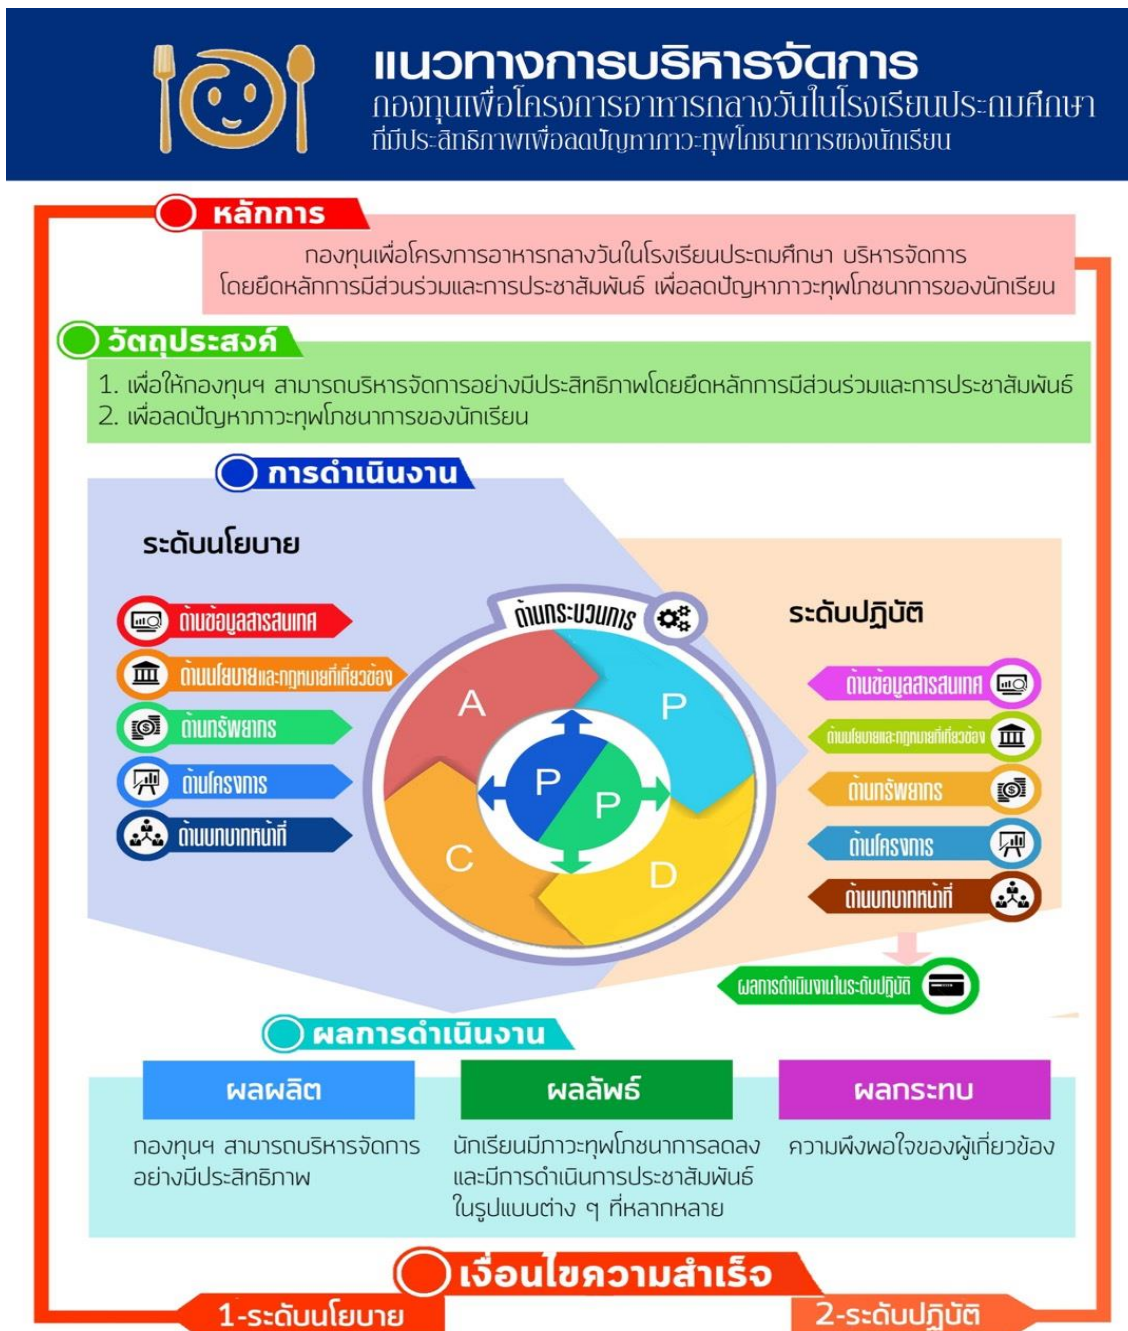 แนวทางการบริหารจัดการ
กองทุนเพื่อโครงการอาหารกลางวันในโรงเรียนประถมศึกษา
ที่มีประสิทธิภาพเพื่อลดปัญหาภาวะทุพโภชนาการของนักเรียน
หลักการ
กองทุนเพื่อโครงการอาหารกลางวันในโรงเรียนประถมศึกษา บริหารจัดการ
โดยยึดหลักการมีส่วนร่วมและการประชาสัมพันธ์ เพื่อลดปัญหาภาวะทุพโภชนาการของนักเรียน
วัตถุประสงค์
1. เพื่อให้กองทุนฯ สามารถบริหารจัดการอย่างมีประสิทธิภาพโดยยึดหลักการมีส่วนร่วมและการประชาสัมพันธ์
2. เพื่อลดปัญหาภาวะทุพโภชนาการของนักเรียน
การดำเนินงาน
ระดับนโยบาย
ด้านข้อมูลสารสนเทศ
ด้านนโยบายและกฎหมายที่เกี่ยวข้อง
ด้านทรัพยากร
ด้านโครงการ
ด้านบทบาทหน้าที่
ด้านกระบวนการ
A
P
P
P
C
D
ระดับปฏิบัติ
ด้านข้อมูลสารสนเทศ
ด้านนโยบายและกฎหมายที่เกี่ยวข้อง
ด้านทรัพยากร
ด้านโครงการ
ด้านบทบาทหน้าที่
ผลการดำเนินงานในระดับปฏิบัติ
ผลการดำเนินงาน
ผลผลิต
กองทุนฯ สามารถบริหารจัดการ
อย่างมีประสิทธิภาพ
ผลลัพธ์
นักเรียนมีภาวะทุพโภชนาการลดลง
และมีการดำเนินการประชาสัมพันธ์
ในรูปแบบต่าง ๆ ที่หลากหลาย
ผลกระทบ
ความพึงพอใจของผู้เกี่ยวข้อง
เงื่อนไขความสำเร็จ
1-ระดับนโยบาย
2-ระดับปฏิบัติ